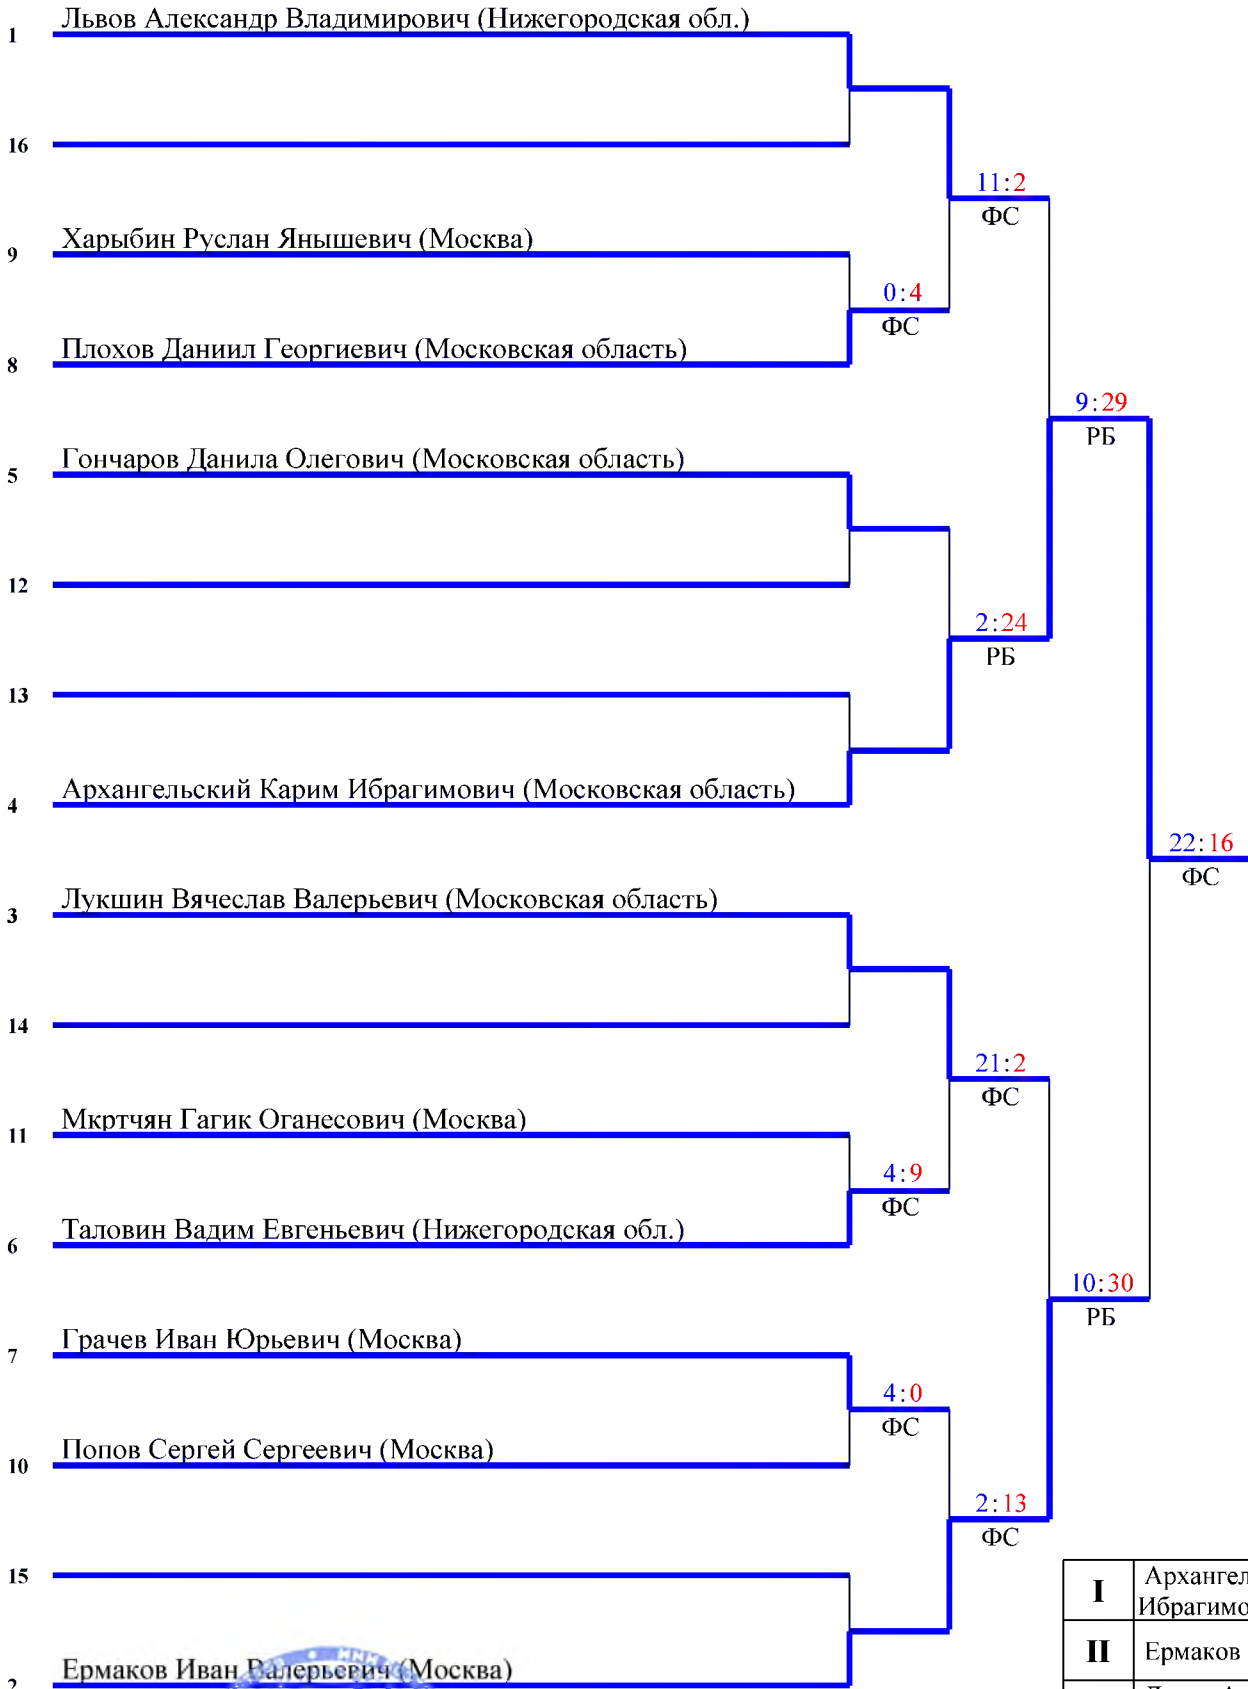 Львов Александр Владимирович (Нижегородская обл.)
1
16
11:2
ФС
Харыбин Руслан Янышевич (Москва)
9
0:4
ФС
Плохов Даниил Георгиевич (Московская область)
8
9:29
РБ
Гончаров Данила Олегович (Московская область)
5
12
2:24
РБ
13
Архангельский Карим Ибрагимович (Московская область)
4
22:16
ФС
Лукшин Вячеслав Валерьевич (Московская область)
3
14
21:2
ФС
Мкртчян Гагик Оганесович (Москва)
11
4:9
ФС
Таловин Вадим Евгеньевич (Нижегородская обл.)
6
10:30
РБ
Грачев Иван Юрьевич (Москва)
7
4:0
ФС
Попов Сергей Сергеевич (Москва)
10
2:13
ФС
15
I Архангел
Ибрагимо
II Ермаков
Ермаков Иван Валерьевич (Москва)
2